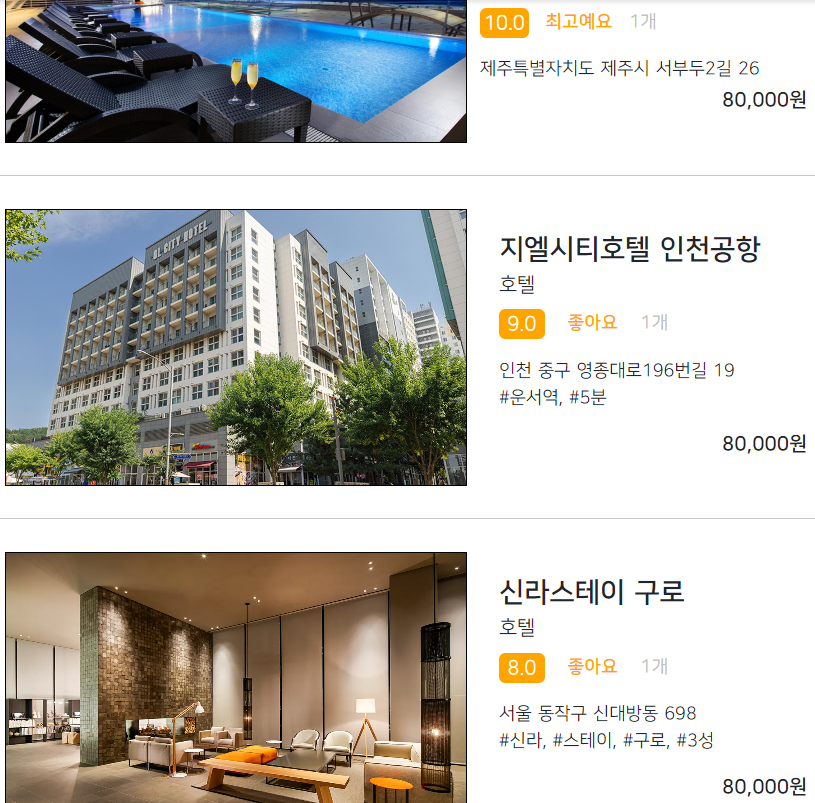 10.0 최고예요 1개
제주특별자치도 제주시 서부두2길 26
80,000원
GL CITY HOTEL
지엘시티호텔 인천공항
호텔
9.0 좋아요 1개
인천 중구 영종대로196번길 19
#운서역, #5분
80,000원
신라스테이 구로
호텔
8.0 좋아요 1개
서울 동작구 신대방동 698
#신라, #스테이, #구로, #3성
80,000원